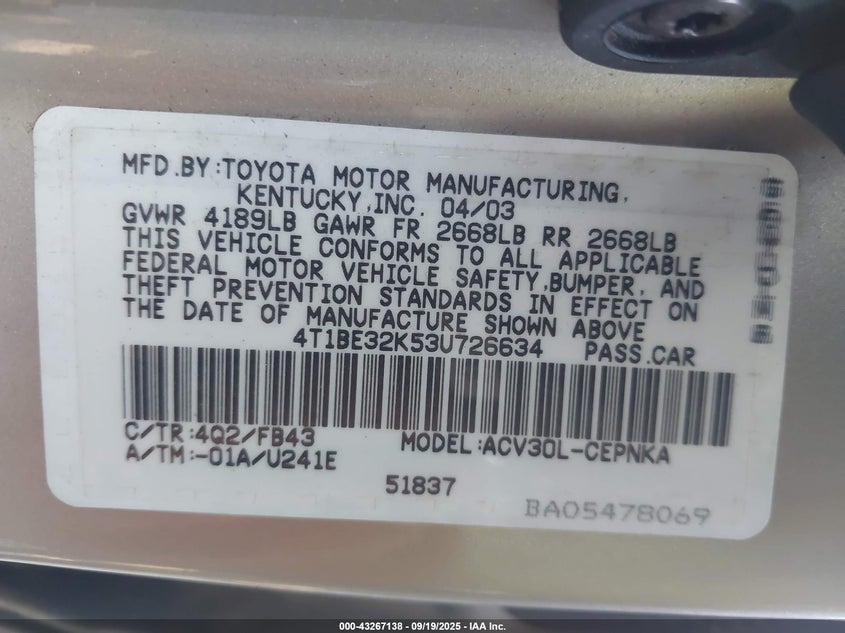 MFD.BY:TOYOTA MOTOR MANUFACTURING,
KENTUCKY,INC. 04/03
GVWR 4189LB GAWR FR 2668LB RR 2668LB
THIS VEHICLE CONFORMS TO ALL APPLICABLE
FEDERAL MOTOR VEHICLE SAFETY,BUMPER, AND
THEFT PREVENTION STANDARDS IN EFFECT ON
THE DATE OF MANUFACTURE SHOWN ABOVE
4T1BE32K53U726634 PASS.CAR
C/TR:4Q2/FB43 MODEL:ACV30L-CEPNKA
A/TM:-01A/U241E
51837
BA05478069
000-43267138 - 09/19/2025 - IAA Inc.